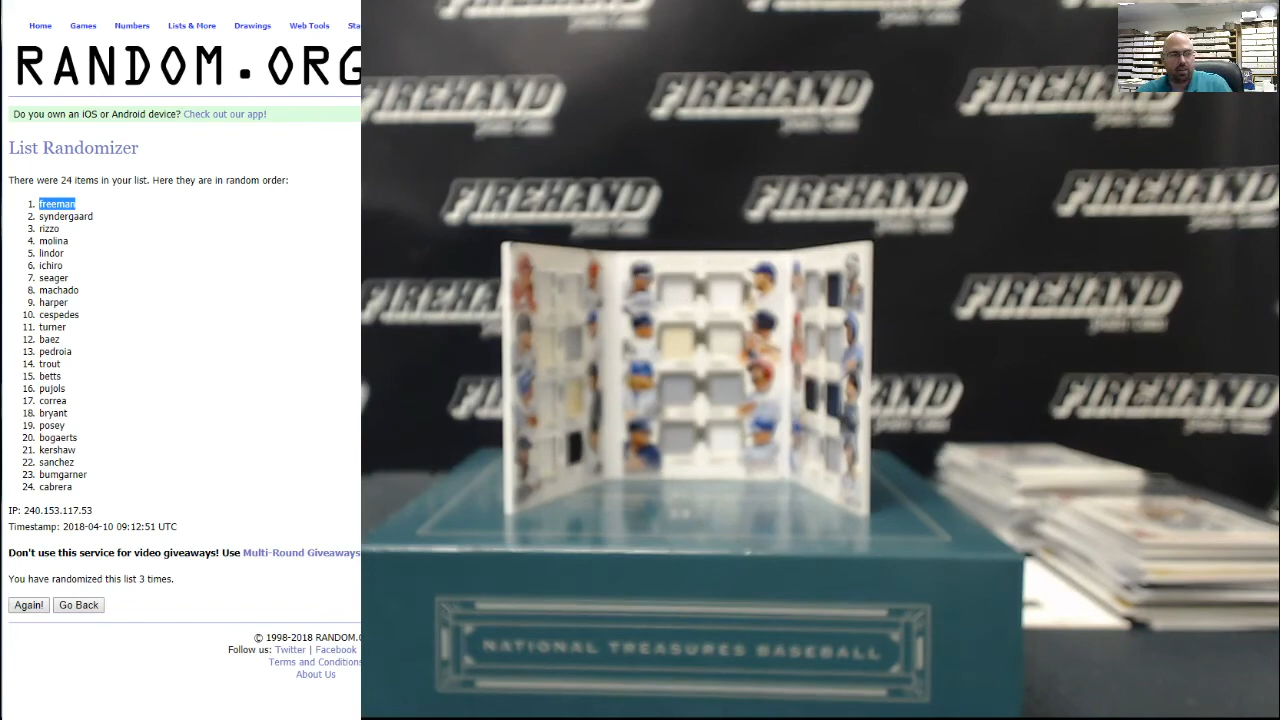 Home Games Numbers Lists & More Drawings Web Tools Sta
RANDOM.ORG
Do you own an iOS or Android device? Check out our app!
List Randomizer
There were 24 items in your list. Here they are in random order:
1. freeman
2. syndergaard
3. rizzo
4. molina
5. lindor
6. ichiro
7. seager
8. machado
9. harper
10. cespedes
11. turner
12. baez
13. pedroia
14. trout
15. betts
16. pujols
17. correa
18. bryant
19. posey
20. bogaerts
21. kershaw
22. sanchez
23. bumgarner
24. cabrera
IP: 240.153.117.53
Timestamp: 2018-04-10 09:12:51 UTC
Don't use this service for video giveaways! Use Multi-Round Giveaways
You have randomized this list 3 times.
Again! Go Back
© 1998-2018 RANDOM.O
Follow us: Twitter | Facebook
Terms and Conditions
About Us
FIREHAND
FIREHAND
FIREHAND
FIREHAND
FIREHAND
FIREHAND
FIREHAND
FIREHAND
FIREHAND
NATIONAL TREASURES BASEBALL